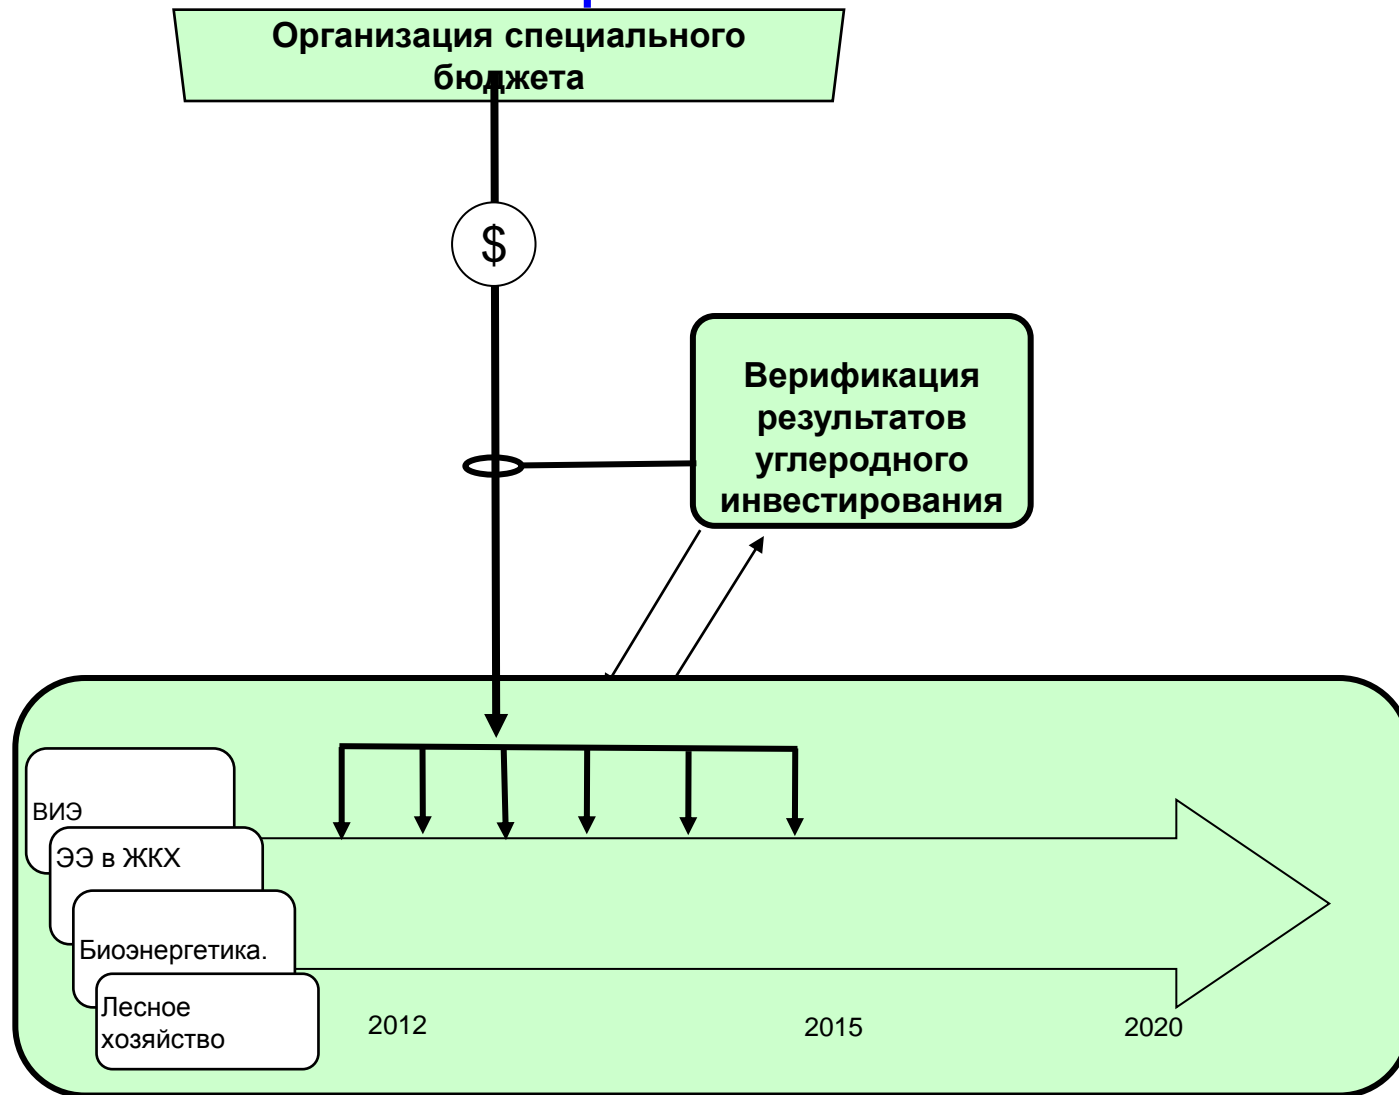 Организация специального
бюджета
$
Верификация
результатов
углеродного
инвестирования
ВИЭ
ЭЭ в ЖКХ
Биоэнергетика.
Лесное
хозяйство
2012
2015
2020